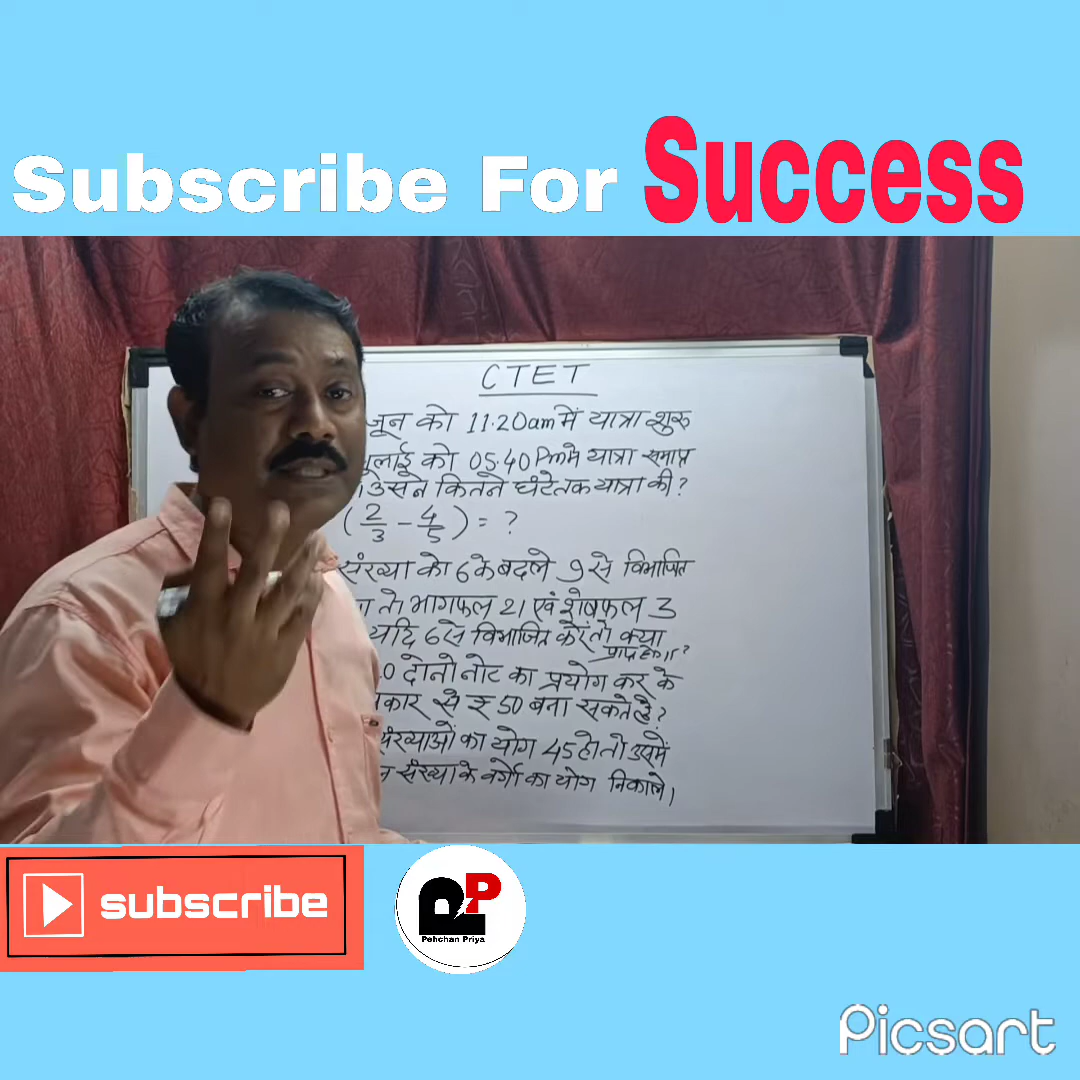 Subscribe For Success
CTET
जून को 11.20am में यात्रा शुरू
को 05.40 Pm मे यात्रा समाप्त
उसने कितने घंटे तक यात्रा की?
(2/3 - 4/5) = ?
संख्या को 6 के बदले 9 से विभाजित
तो भागफल 21 एवं शेषफल 3
यदि 6 से विभाजित करें तो क्या
प्राप्त होगा?
0 दोनो नोट का प्रयोग कर के
से ₹ 50 बना सकते है?
संख्याओं का योग 45 हो तो उसमें
संख्या के वर्गो का योग निकाले।
subscribe
PP
Pehchan Priya
Picsart